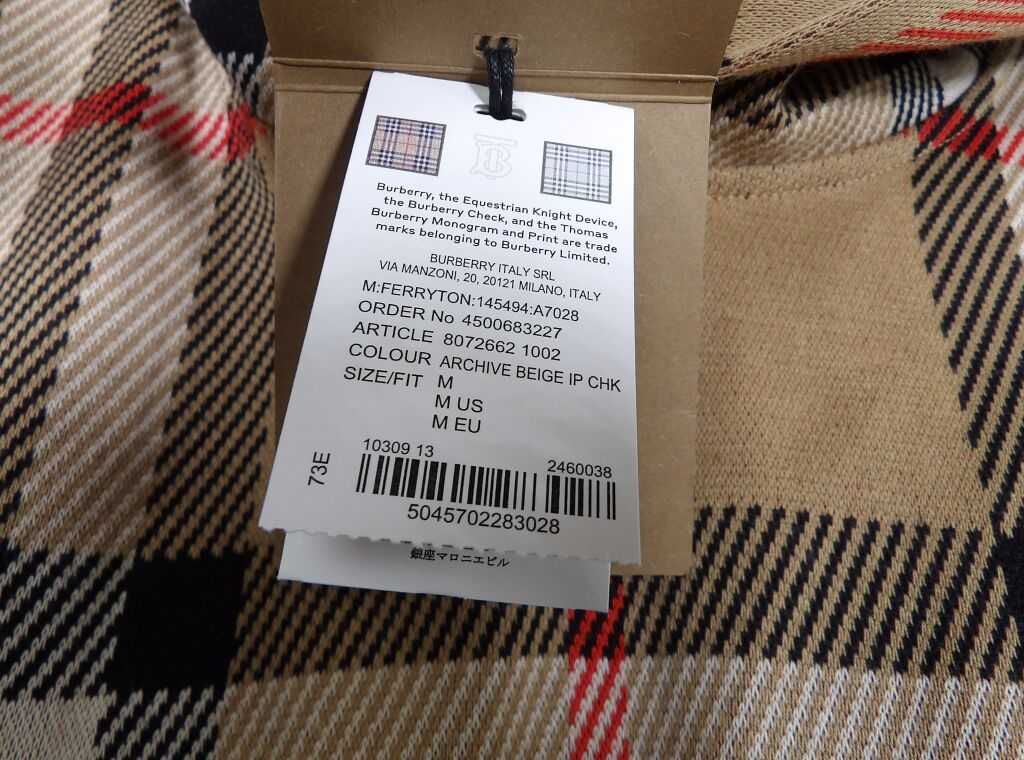 Burberry, the Equestrian Knight Device,
the Burberry Check, and the Thomas
Burberry Monogram and Print are trade
marks belonging to Burberry Limited.
BURBERRY ITALY SRL
VIA MANZONI, 20, 20121 MILANO, ITALY
M:FERRYTON:145494:A7028
ORDER No 4500683227
ARTICLE 8072662 1002
COLOUR ARCHIVE BEIGE IP CHK
SIZE/FIT M
M US
M EU
73E
10309 13 2460038
5045702283028
銀座マロニエビル